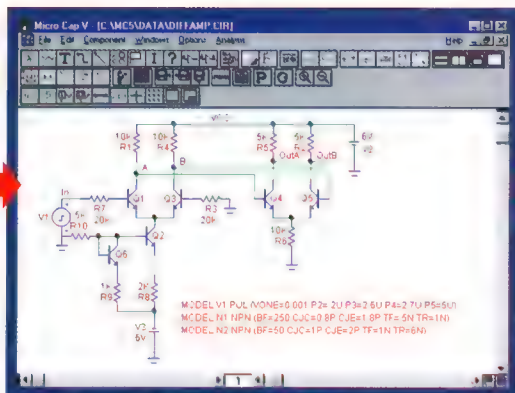 Micro Cap V [C:\MC5\DATA\DIFFAMP.CIR]
File Edit Component Windows Options Analysis Help
10k
R1
10k
R4
5k
R5
5k
6V
A
B
OutA
OutB
In
V1
R7
20k
Q1
Q3
R3
20k
Q4
Q5
5k
R10
Q2
10k
R6
Q6
1k
R9
2k
R8
6V
MODEL V1 PUL (VONE=0.001 P2=.2U P3=2.6U P4=2.7U P5=5U)
MODEL N1 NPN (BF=250 CJC=0.8P CJE=1.8P TF=.5N TR=1N)
MODEL N2 NPN (BF=50 CJC=1P CJE=2P TF=1N TR=6N)
1